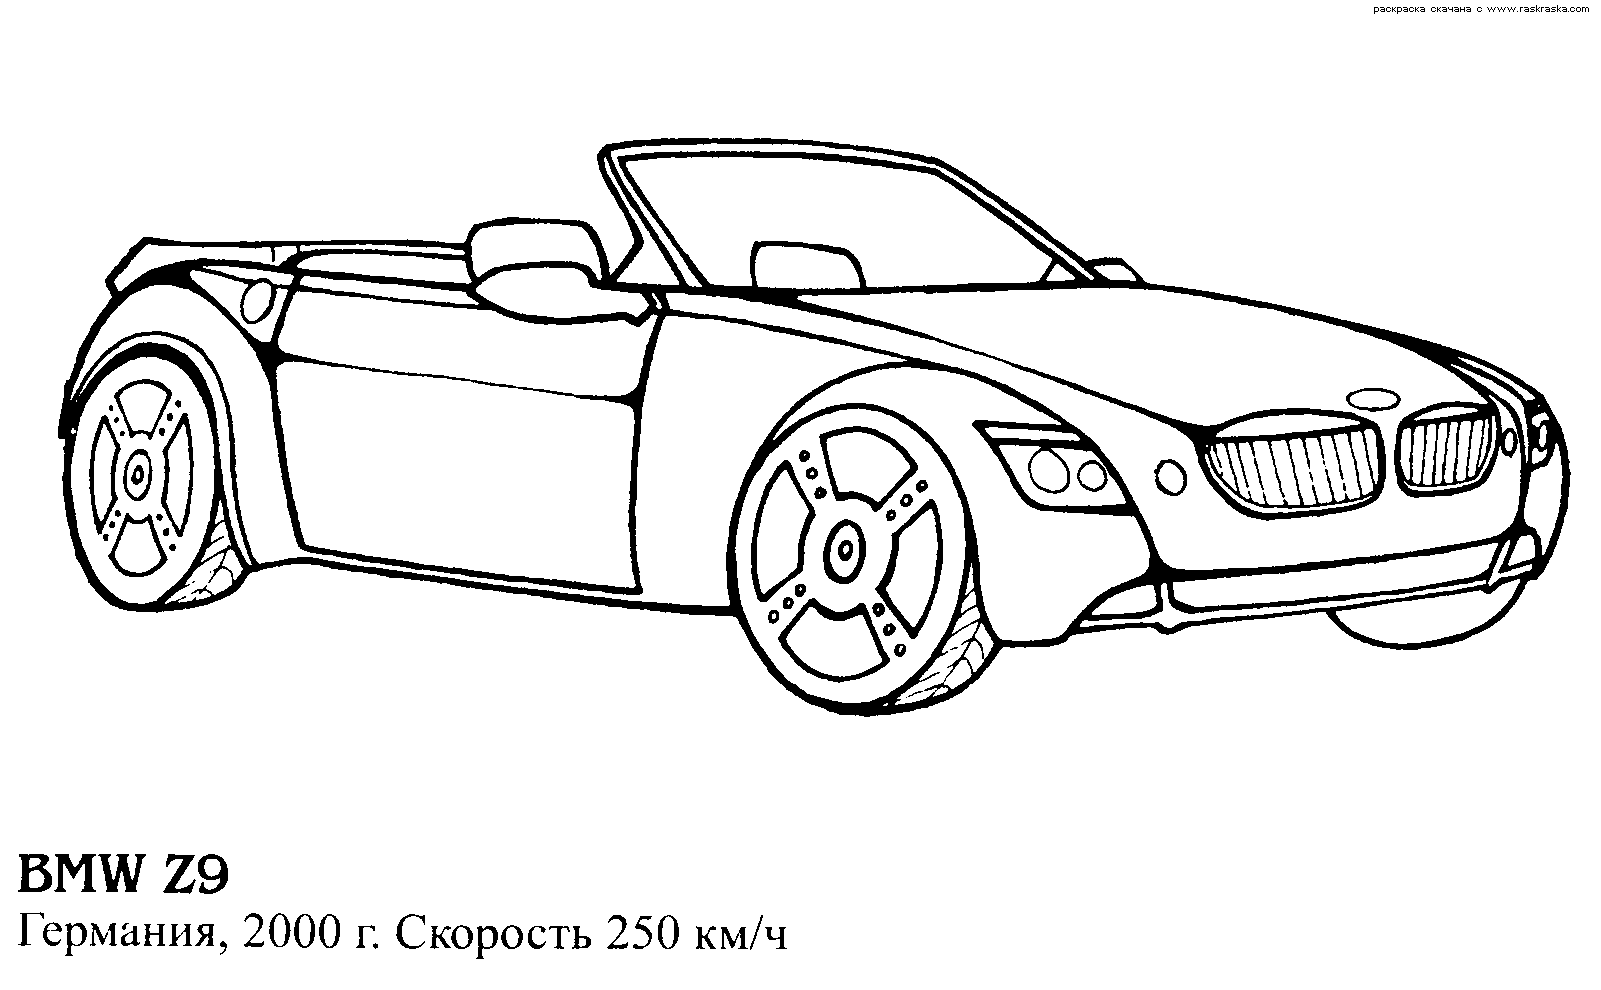 раскраска скачана с www.raskraska.com
BMW Z9
Германия, 2000 г. Скорость 250 км/ч